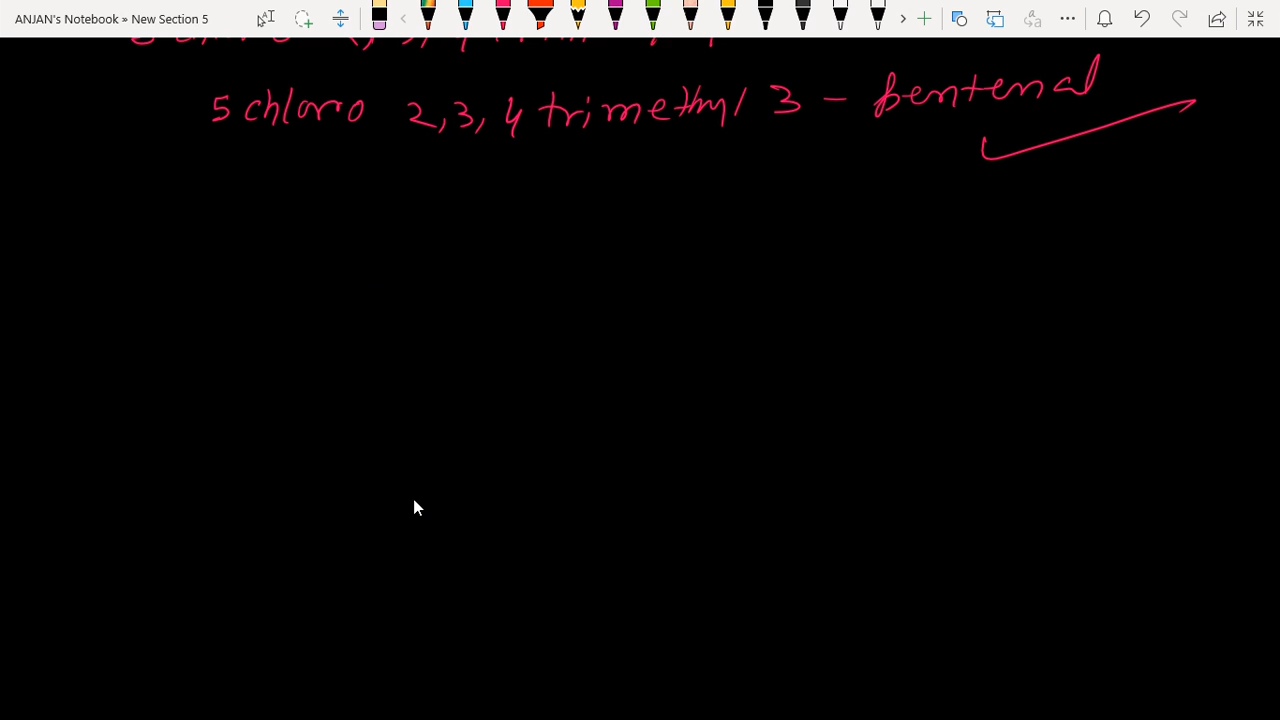 ANJAN's Notebook » New Section 5
5 chloro 2,3,4 trimethyl 3 - pentenal